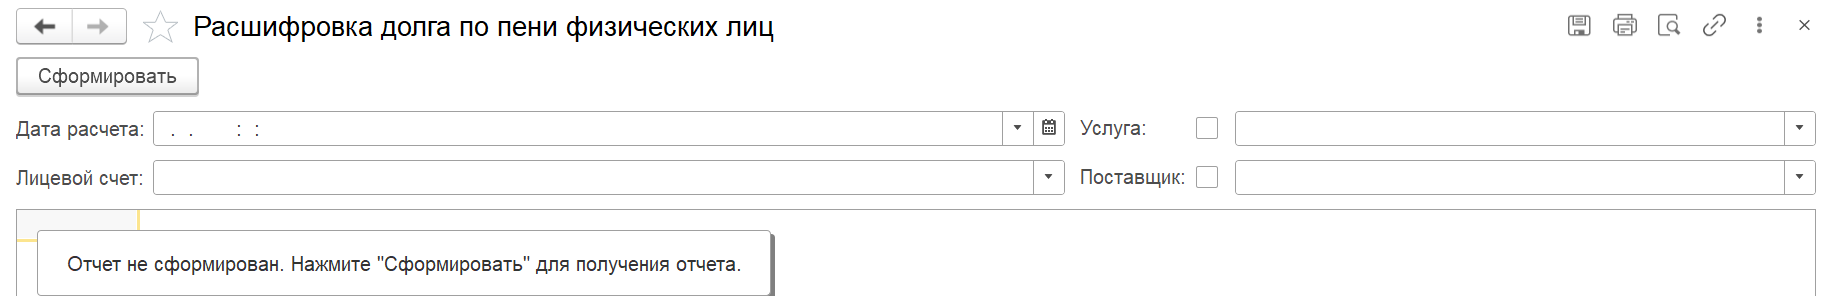 Расшифровка долга по пени физических лиц
Сформировать
Дата расчета: . . : : Услуга:
Лицевой счет: Поставщик:
Отчет не сформирован. Нажмите "Сформировать" для получения отчета.